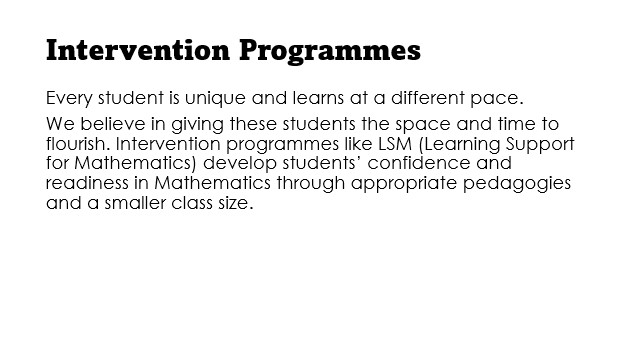 Intervention Programmes
Every student is unique and learns at a different pace.
We believe in giving these students the space and time to
flourish. Intervention programmes like LSM (Learning Support
for Mathematics) develop students’ confidence and
readiness in Mathematics through appropriate pedagogies
and a smaller class size.